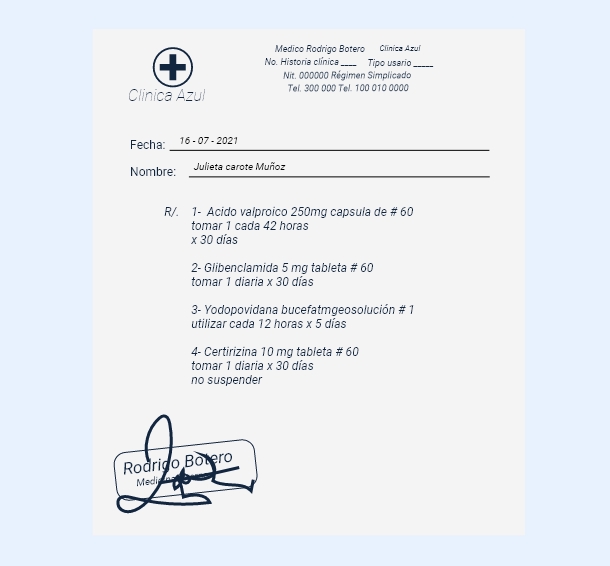 Clinica Azul
Medico Rodrigo Botero Clinica Azul
No. Historia clínica ____ Tipo usario _____
Nit. 000000 Régimen Simplicado
Tel. 300 000 Tel. 100 010 0000
Fecha: 16 - 07 - 2021
Nombre: Julieta carote Muñoz
R/. 1- Acido valproico 250mg capsula de # 60
tomar 1 cada 42 horas
x 30 días
2- Glibenclamida 5 mg tableta # 60
tomar 1 diaria x 30 días
3- Yodopovidana bucefatmgeosolución # 1
utilizar cada 12 horas x 5 días
4- Certirizina 10 mg tableta # 60
tomar 1 diaria x 30 días
no suspender
Rodrigo Botero